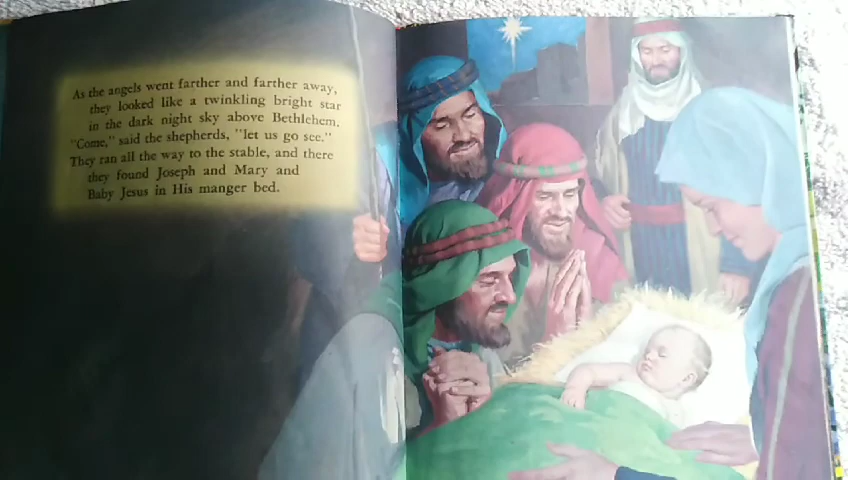 As the angels went farther and farther away,
they looked like a twinkling bright star
in the dark night sky above Bethlehem.
"Come," said the shepherds, "let us go see."
They ran all the way to the stable, and there
they found Joseph and Mary and
Baby Jesus in His manger bed.